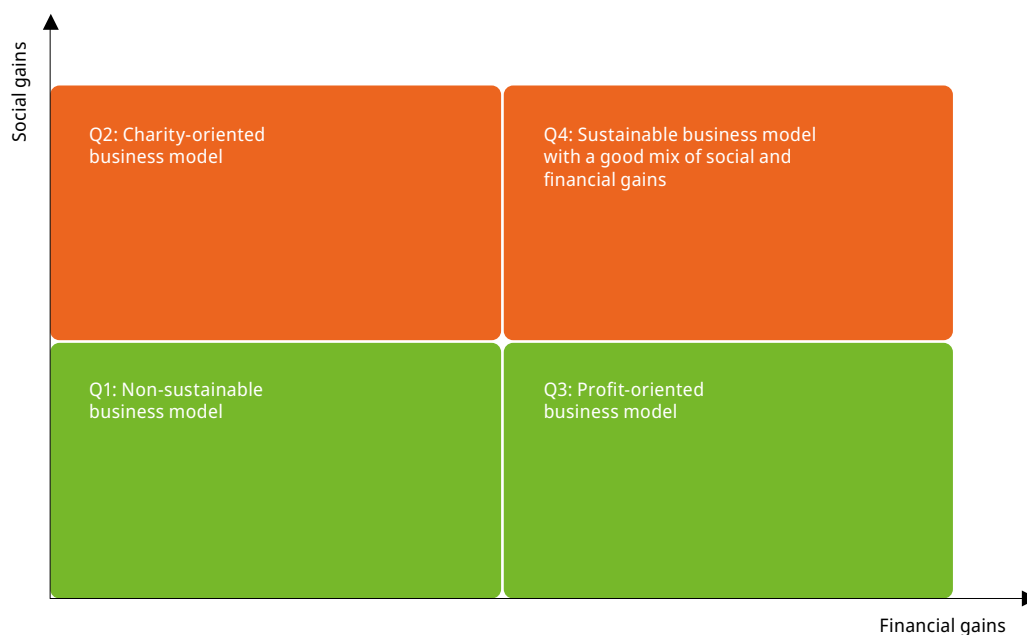 Social gains
Q2: Charity-oriented
business model
Q4: Sustainable business model
with a good mix of social and
financial gains
Q1: Non-sustainable
business model
Q3: Profit-oriented
business model
Financial gains